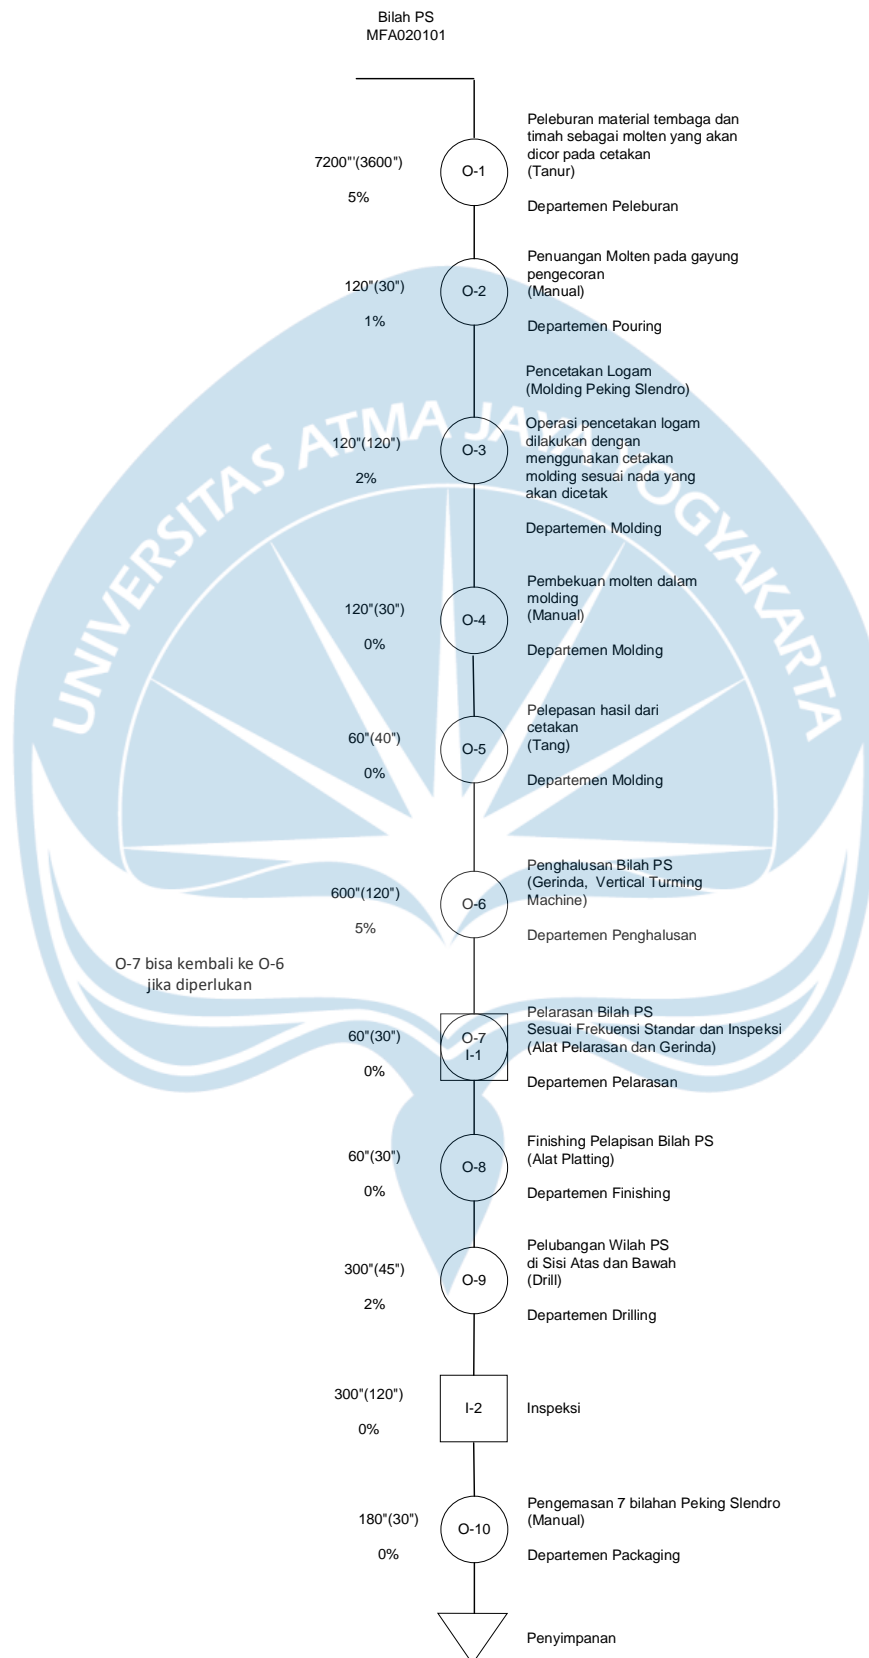 Bilah PS
MFA020101
7200"'(3600")
5%
O-1
Peleburan material tembaga dan
timah sebagai molten yang akan
dicor pada cetakan
(Tanur)
Departemen Peleburan
120"(30")
1%
O-2
Penuangan Molten pada gayung
pengecoran
(Manual)
Departemen Pouring
Pencetakan Logam
(Molding Peking Slendro)
120"(120")
2%
O-3
Operasi pencetakan logam
dilakukan dengan
menggunakan cetakan
molding sesuai nada yang
akan dicetak
Departemen Molding
120"(30")
0%
O-4
Pembekuan molten dalam
molding
(Manual)
Departemen Molding
60"(40")
0%
O-5
Pelepasan hasil dari
cetakan
(Tang)
Departemen Molding
600"(120")
5%
O-6
Penghalusan Bilah PS
(Gerinda, Vertical Turming
Machine)
Departemen Penghalusan
O-7 bisa kembali ke O-6
jika diperlukan
60"(30")
0%
O-7
I-1
Pelarasan Bilah PS
Sesuai Frekuensi Standar dan Inspeksi
(Alat Pelarasan dan Gerinda)
Departemen Pelarasan
60"(30")
0%
O-8
Finishing Pelapisan Bilah PS
(Alat Platting)
Departemen Finishing
300"(45")
2%
O-9
Pelubangan Wilah PS
di Sisi Atas dan Bawah
(Drill)
Departemen Drilling
300"(120")
0%
I-2
Inspeksi
180"(30")
0%
O-10
Pengemasan 7 bilahan Peking Slendro
(Manual)
Departemen Packaging
Penyimpanan
UNIVERSITAS ATMA JAYA YOGYAKARTA